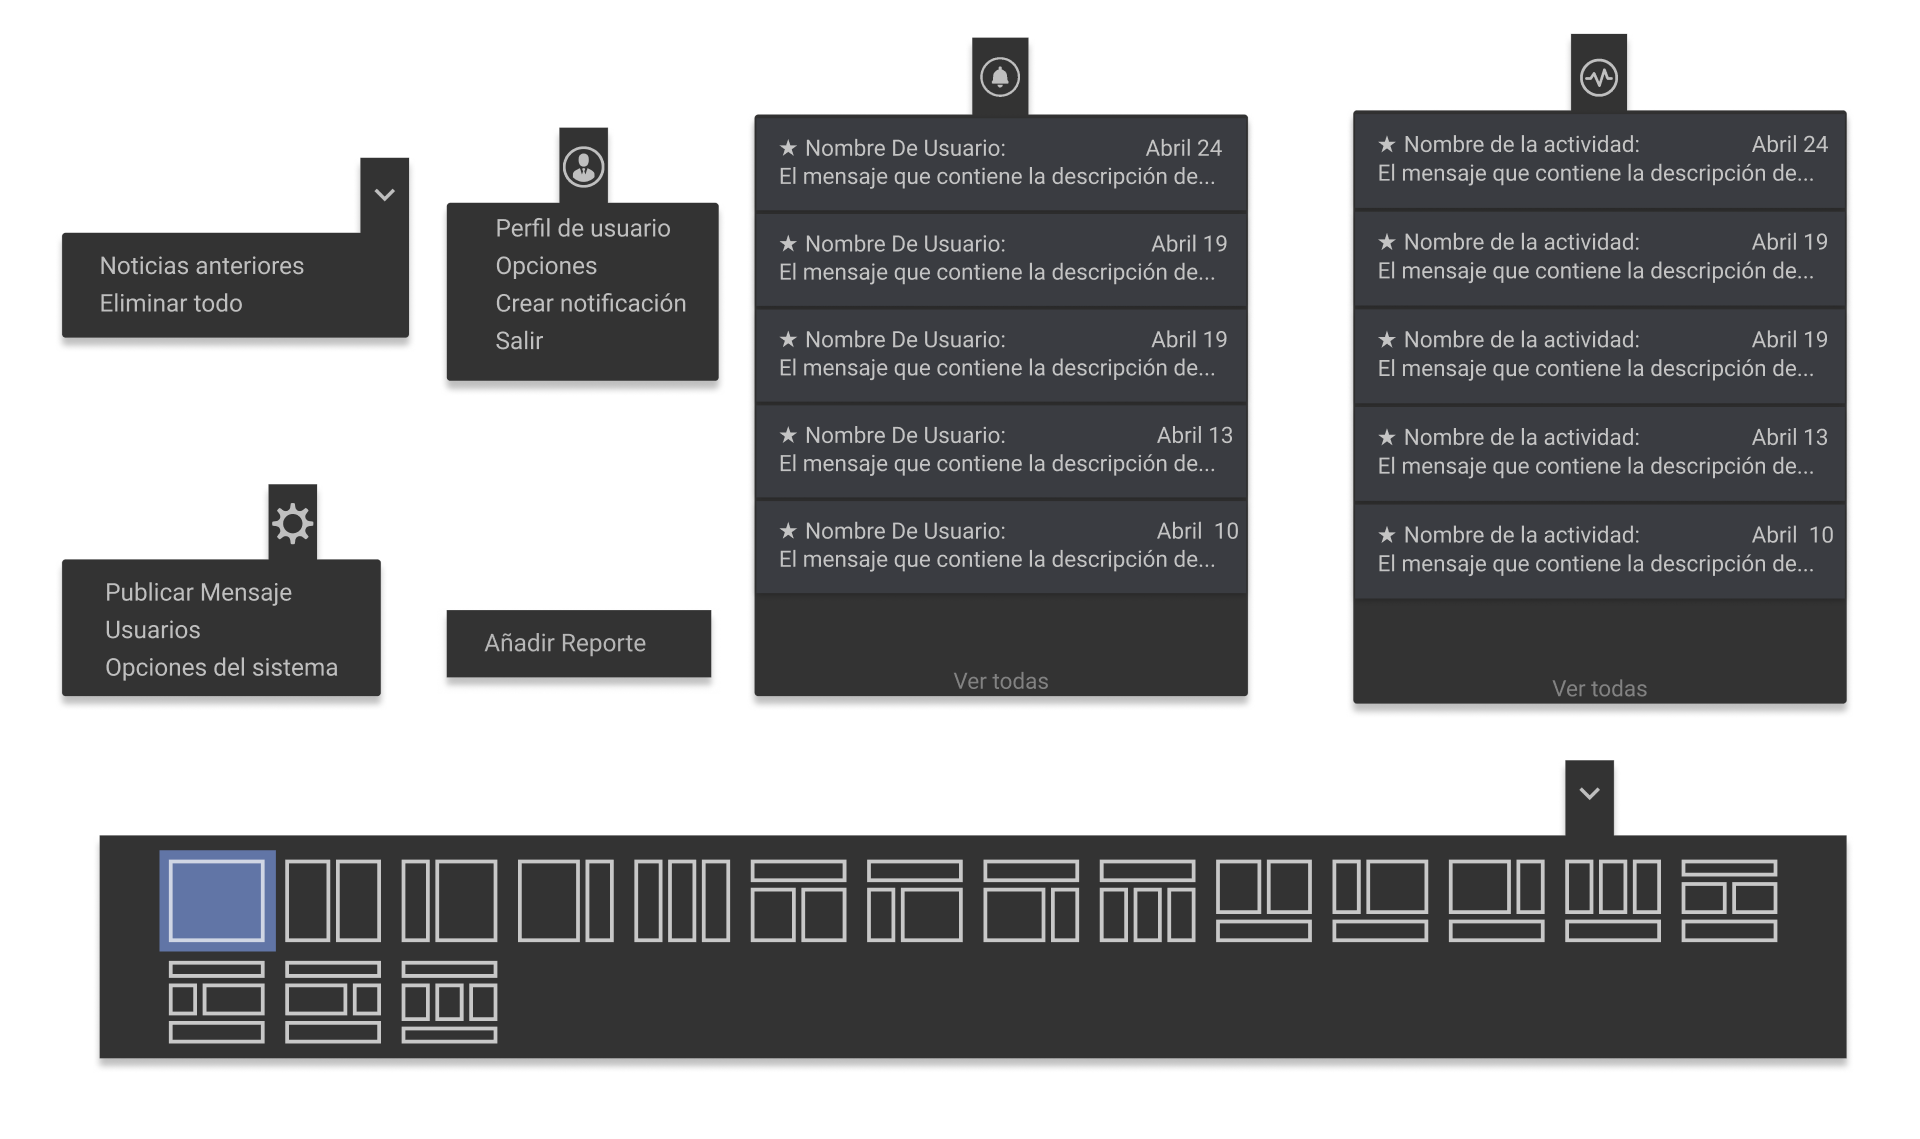 Noticias anteriores
Eliminar todo
Perfil de usuario
Opciones
Crear notificación
Salir
★ Nombre De Usuario: Abril 24
El mensaje que contiene la descripción de...
★ Nombre De Usuario: Abril 19
El mensaje que contiene la descripción de...
★ Nombre De Usuario: Abril 19
El mensaje que contiene la descripción de...
★ Nombre De Usuario: Abril 13
El mensaje que contiene la descripción de...
★ Nombre De Usuario: Abril 10
El mensaje que contiene la descripción de...
Ver todas
★ Nombre de la actividad: Abril 24
El mensaje que contiene la descripción de...
★ Nombre de la actividad: Abril 19
El mensaje que contiene la descripción de...
★ Nombre de la actividad: Abril 19
El mensaje que contiene la descripción de...
★ Nombre de la actividad: Abril 13
El mensaje que contiene la descripción de...
★ Nombre de la actividad: Abril 10
El mensaje que contiene la descripción de...
Ver todas
Publicar Mensaje
Usuarios
Opciones del sistema
Añadir Reporte